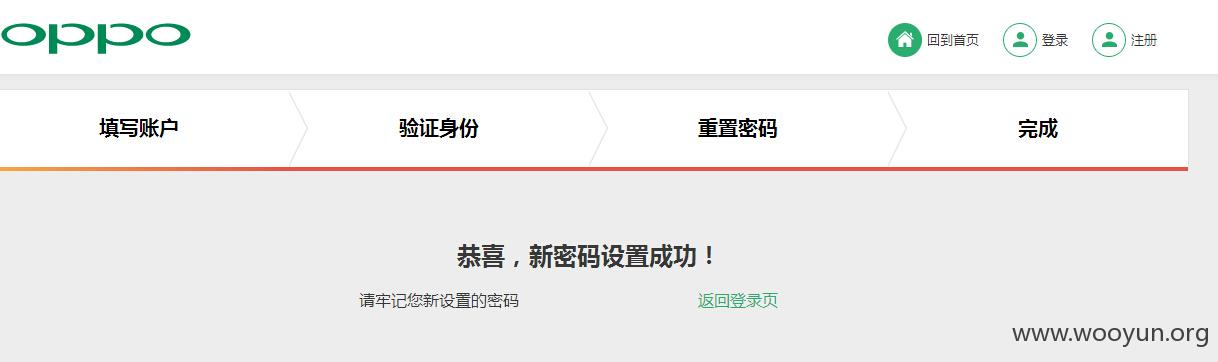 oppo
回到首页 登录 注册
填写账户 验证身份 重置密码 完成
恭喜，新密码设置成功！
请牢记您新设置的密码 返回登录页
www.wooyun.org